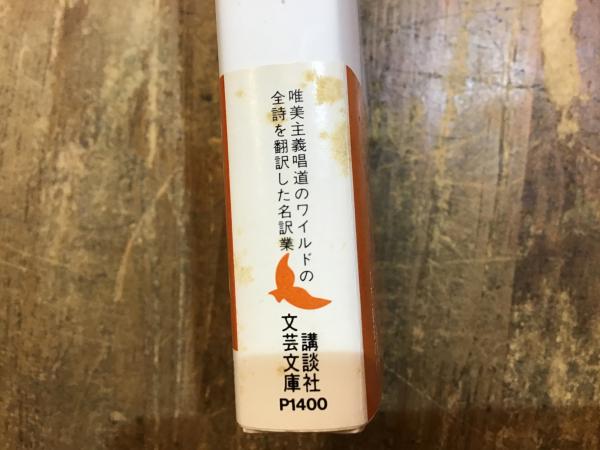 唯美主義唱道のワイルドの
全詩を翻訳した名訳業
講談社
文芸文庫
P1400